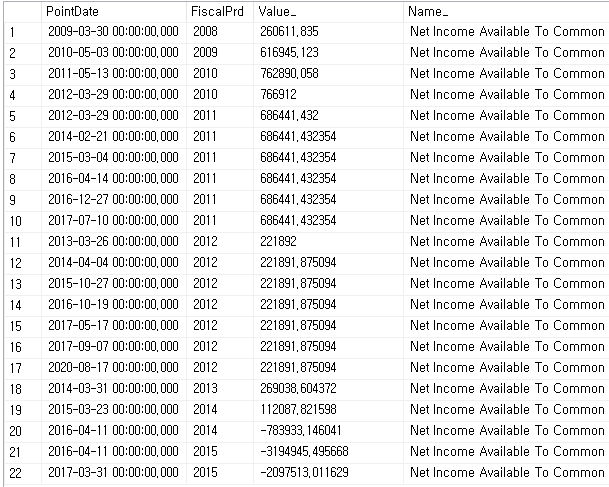 PointDate FiscalPrd Value_ Name_
1 2009-03-30 00:00:00,000 2008 260611,835 Net Income Available To Common
2 2010-05-03 00:00:00,000 2009 616945,123 Net Income Available To Common
3 2011-05-13 00:00:00,000 2010 762890,058 Net Income Available To Common
4 2012-03-29 00:00:00,000 2010 766912 Net Income Available To Common
5 2012-03-29 00:00:00,000 2011 686441,432 Net Income Available To Common
6 2014-02-21 00:00:00,000 2011 686441,432354 Net Income Available To Common
7 2015-03-04 00:00:00,000 2011 686441,432354 Net Income Available To Common
8 2016-04-14 00:00:00,000 2011 686441,432354 Net Income Available To Common
9 2016-12-27 00:00:00,000 2011 686441,432354 Net Income Available To Common
10 2017-07-10 00:00:00,000 2011 686441,432354 Net Income Available To Common
11 2013-03-26 00:00:00,000 2012 221892 Net Income Available To Common
12 2014-04-04 00:00:00,000 2012 221891,875094 Net Income Available To Common
13 2015-10-27 00:00:00,000 2012 221891,875094 Net Income Available To Common
14 2016-10-19 00:00:00,000 2012 221891,875094 Net Income Available To Common
15 2017-05-17 00:00:00,000 2012 221891,875094 Net Income Available To Common
16 2017-09-07 00:00:00,000 2012 221891,875094 Net Income Available To Common
17 2020-08-17 00:00:00,000 2012 221891,875094 Net Income Available To Common
18 2014-03-31 00:00:00,000 2013 269038,604372 Net Income Available To Common
19 2015-03-23 00:00:00,000 2014 112087,821598 Net Income Available To Common
20 2016-04-11 00:00:00,000 2014 -783933,146041 Net Income Available To Common
21 2016-04-11 00:00:00,000 2015 -3194945,495668 Net Income Available To Common
22 2017-03-31 00:00:00,000 2015 -2097513,011629 Net Income Available To Common